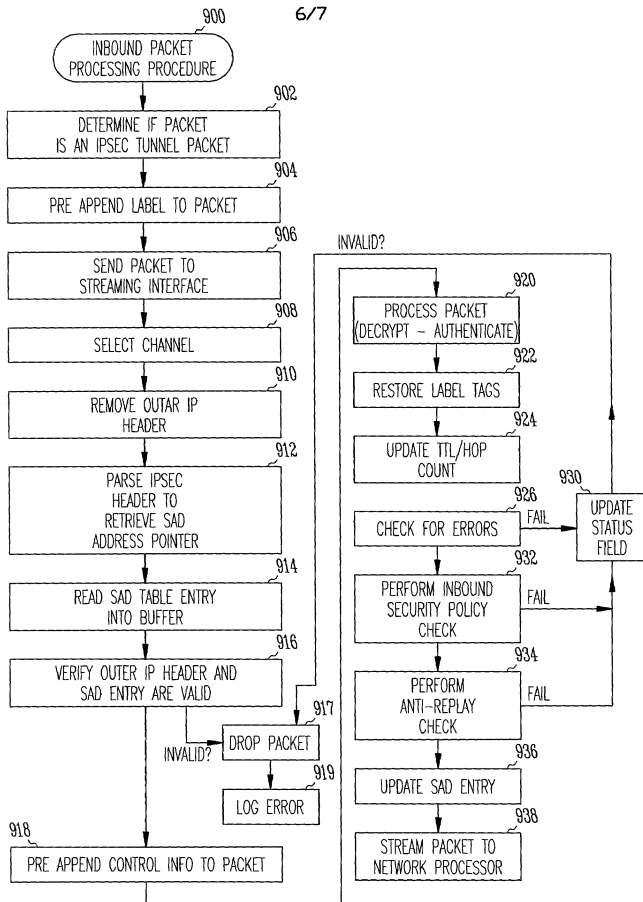 6/7
900
INBOUND PACKET
PROCESSING PROCEDURE
902
DETERMINE IF PACKET
IS AN IPSEC TUNNEL PACKET
904
PRE APPEND LABEL TO PACKET
906
SEND PACKET TO
STREAMING INTERFACE
908
SELECT CHANNEL
910
REMOVE OUTAR IP
HEADER
912
PARSE IPSEC
HEADER TO
RETRIEVE SAD
ADDRESS POINTER
914
READ SAD TABLE ENTRY
INTO BUFFER
916
VERIFY OUTER IP HEADER AND
SAD ENTRY ARE VALID
INVALID?
917
DROP PACKET
919
LOG ERROR
918
PRE APPEND CONTROL INFO TO PACKET
INVALID?
920
PROCESS PACKET
(DECRYPT - AUTHENTICATE)
922
RESTORE LABEL TAGS
924
UPDATE TTL/HOP
COUNT
926
CHECK FOR ERRORS
FAIL
930
UPDATE
STATUS
FIELD
932
PERFORM INBOUND
SECURITY POLICY
CHECK
FAIL
934
PERFORM
ANTI-REPLAY
CHECK
FAIL
936
UPDATE SAD ENTRY
938
STREAM PACKET TO
NETWORK PROCESSOR